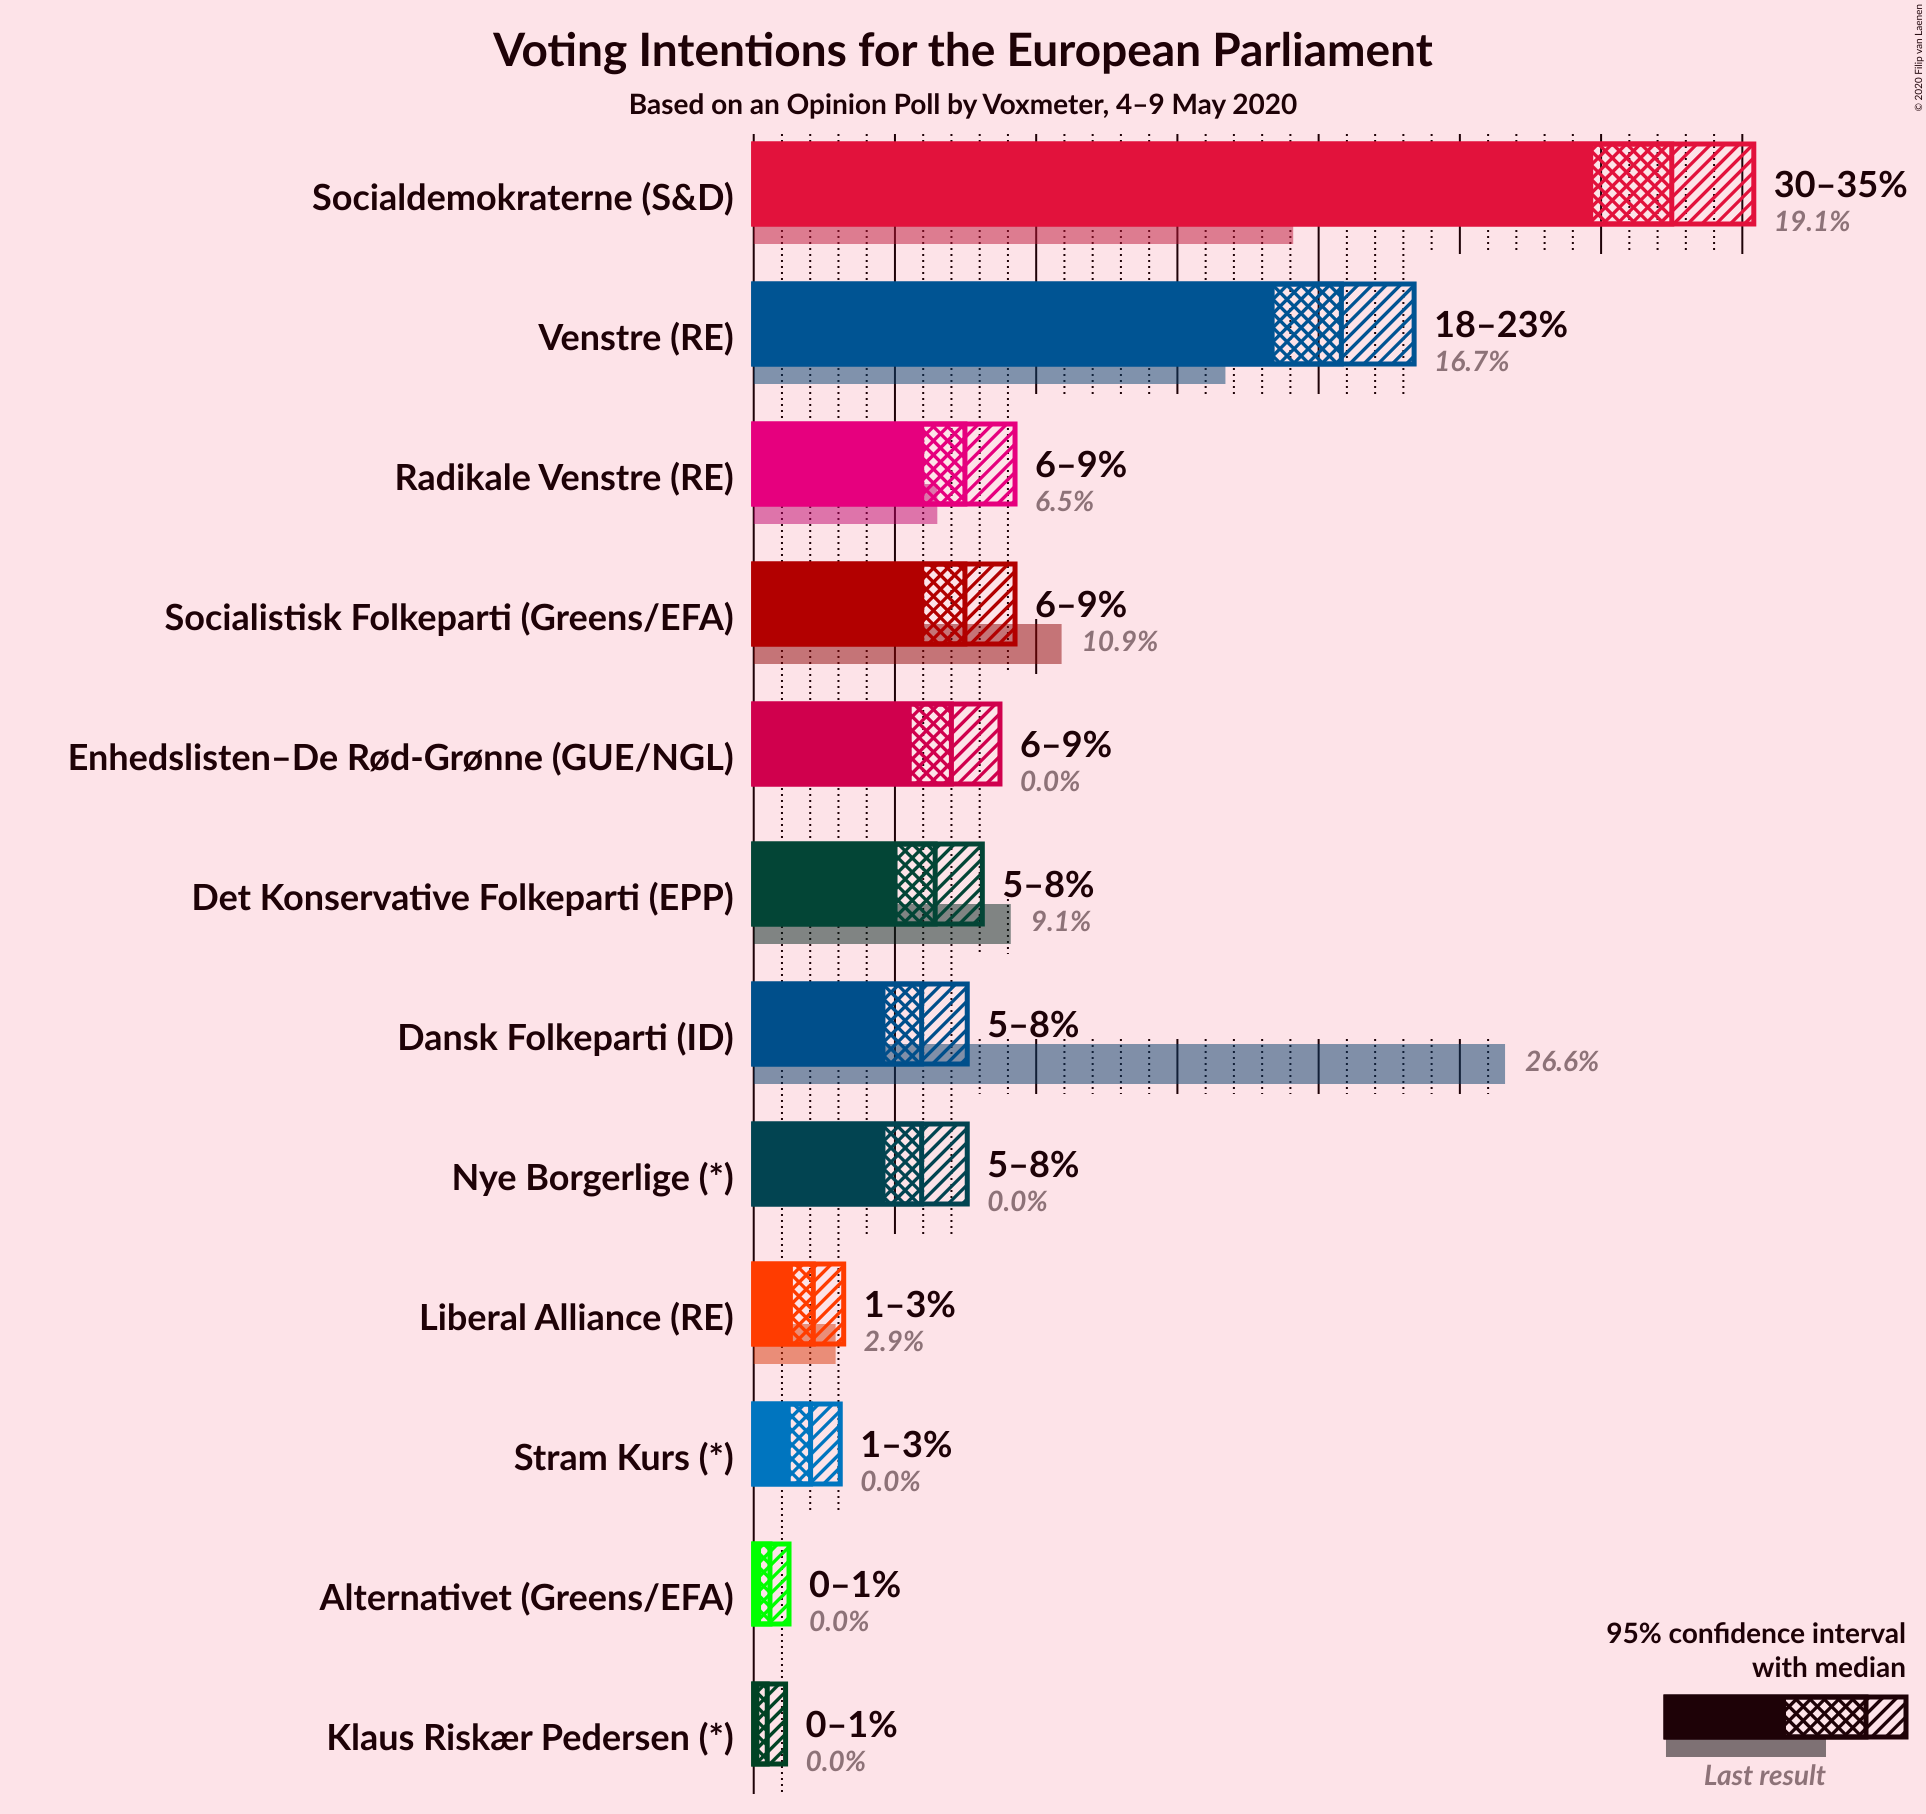 © 2020 Filip van Laenen
Voting Intentions for the European Parliament
Based on an Opinion Poll by Voxmeter, 4–9 May 2020
Socialdemokraterne (S&D)
30–35%
19.1%
Venstre (RE)
18–23%
16.7%
Radikale Venstre (RE)
6–9%
6.5%
Socialistisk Folkeparti (Greens/EFA)
6–9%
10.9%
Enhedslisten–De Rød-Grønne (GUE/NGL)
6–9%
0.0%
Det Konservative Folkeparti (EPP)
5–8%
9.1%
Dansk Folkeparti (ID)
5–8%
26.6%
Nye Borgerlige (*)
5–8%
0.0%
Liberal Alliance (RE)
1–3%
2.9%
Stram Kurs (*)
1–3%
0.0%
Alternativet (Greens/EFA)
0–1%
0.0%
Klaus Riskær Pedersen (*)
0–1%
0.0%
95% confidence interval
with median
Last result